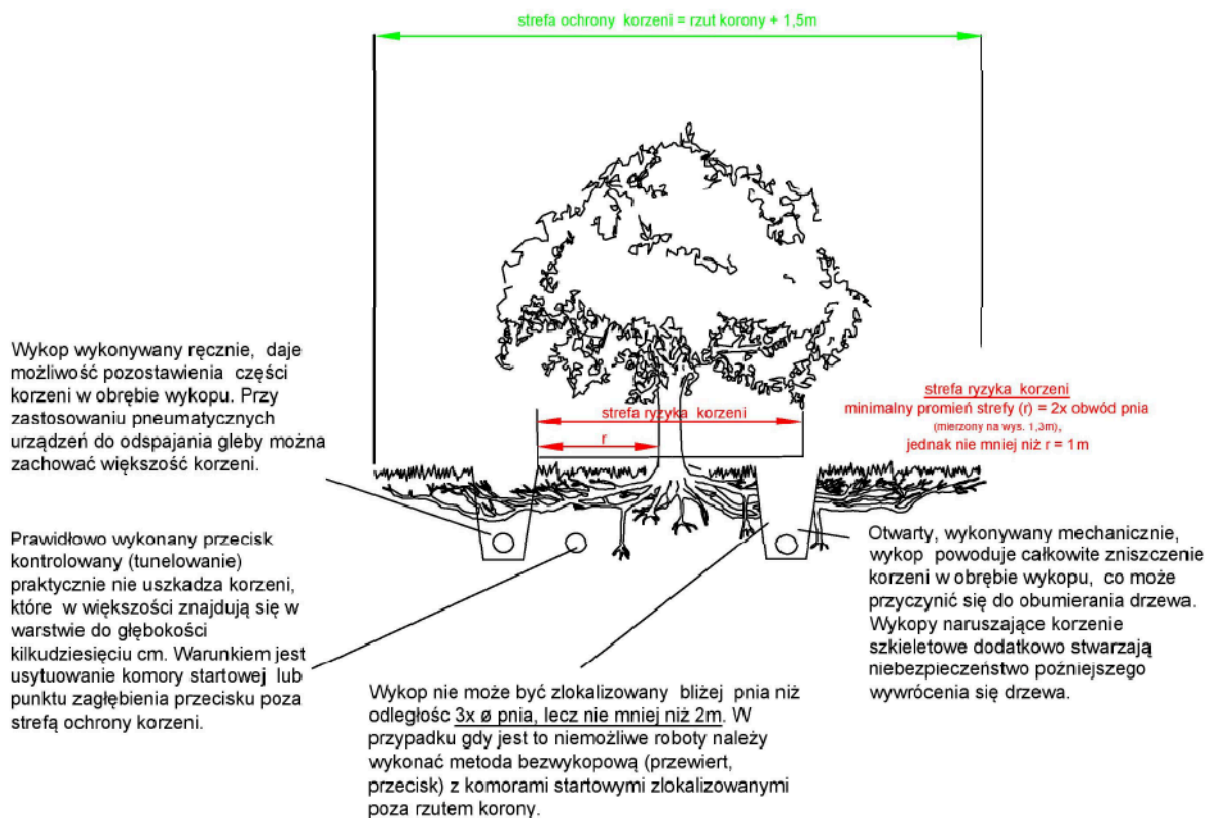 strefa ochrony korzeni = rzut korony + 1,5m
Wykop wykonywany ręcznie, daje
możliwość pozostawienia części
korzeni w obrębie wykopu. Przy
zastosowaniu pneumatycznych
urządzeń do odspajania gleby można
zachować większość korzeni.
strefa ryzyka korzeni
r
strefa ryzyka korzeni
minimalny promień strefy (r) = 2x obwód pnia
(mierzony na wys. 1,3m),
jednak nie mniej niż r = 1m
Prawidłowo wykonany przecisk
kontrolowany (tunelowanie)
praktycznie nie uszkadza korzeni,
które w większości znajdują się w
warstwie do głębokości
kilkudziesięciu cm. Warunkiem jest
usytuowanie komory startowej lub
punktu zagłębienia przecisku poza
strefą ochrony korzeni.
Wykop nie może być zlokalizowany bliżej pnia niż
odległośc 3x ø pnia, lecz nie mniej niż 2m. W
przypadku gdy jest to niemożliwe roboty należy
wykonać metoda bezwykopową (przewiert,
przecisk) z komorami startowymi zlokalizowanymi
poza rzutem korony.
Otwarty, wykonywany mechanicznie,
wykop powoduje całkowite zniszczenie
korzeni w obrębie wykopu, co może
przyczynić się do obumierania drzewa.
Wykopy naruszające korzenie
szkieletowe dodatkowo stwarzają
niebezpieczeństwo poźniejszego
wywrócenia się drzewa.